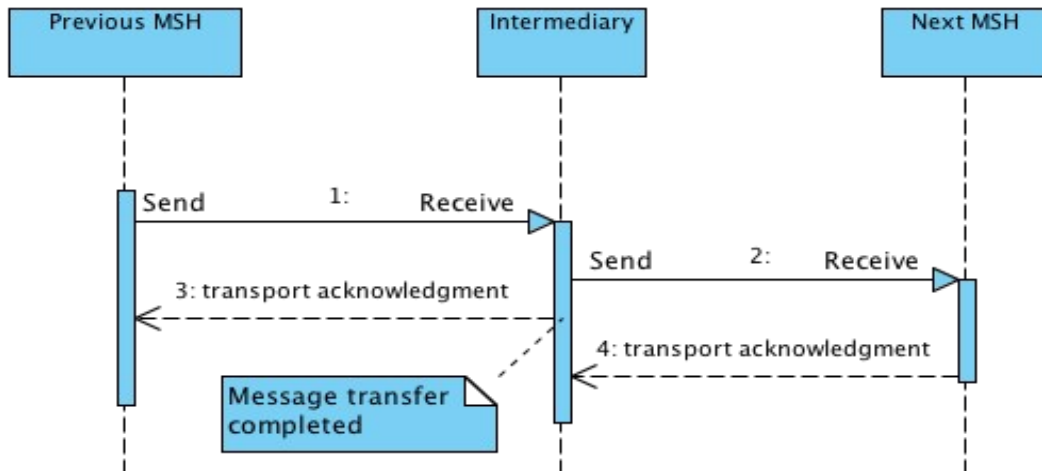 Previous MSH
Intermediary
Next MSH
Send 1: Receive
Send 2: Receive
3: transport acknowledgment
4: transport acknowledgment
Message transfer
completed